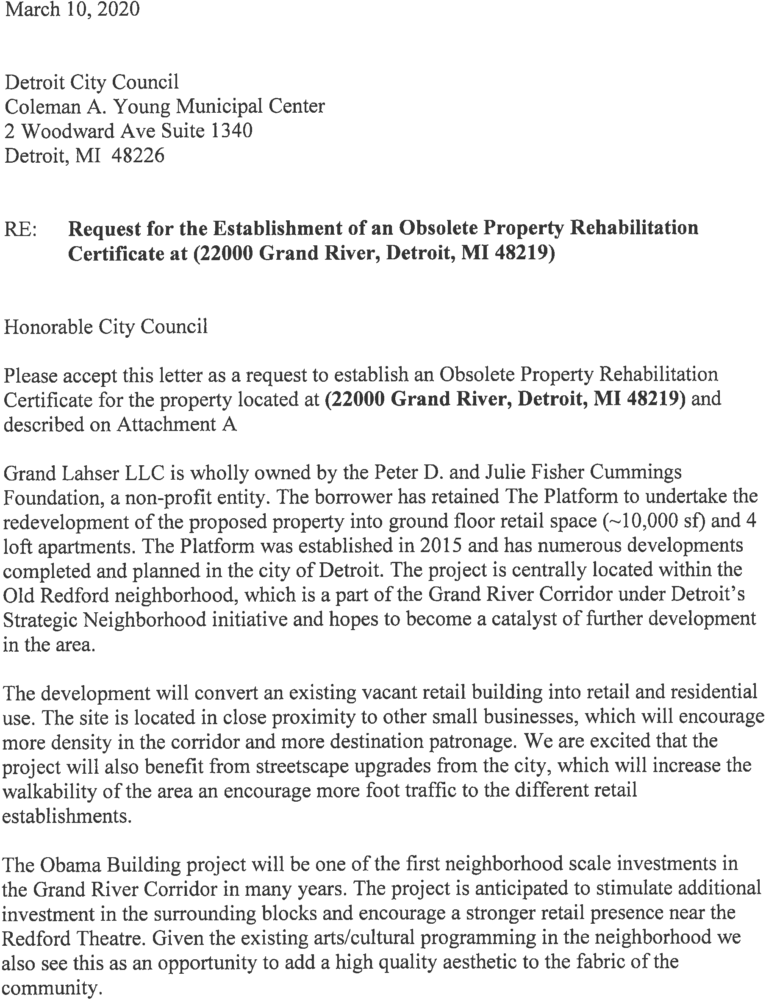 March 10, 2020
Detroit City Council
Coleman A. Young Municipal Center
2 Woodward Ave Suite 1340
Detroit, MI 48226
RE: Request for the Establishment of an Obsolete Property Rehabilitation
Certificate at (22000 Grand River, Detroit, MI 48219)
Honorable City Council
Please accept this letter as a request to establish an Obsolete Property Rehabilitation
Certificate for the property located at (22000 Grand River, Detroit, MI 48219) and
described on Attachment A
Grand Lahser LLC is wholly owned by the Peter D. and Julie Fisher Cummings
Foundation, a non-profit entity. The borrower has retained The Platform to undertake the
redevelopment of the proposed property into ground floor retail space (~10,000 sf) and 4
loft apartments. The Platform was established in 2015 and has numerous developments
completed and planned in the city of Detroit. The project is centrally located within the
Old Redford neighborhood, which is a part of the Grand River Corridor under Detroit's
Strategic Neighborhood initiative and hopes to become a catalyst of further development
in the area.
The development will convert an existing vacant retail building into retail and residential
use. The site is located in close proximity to other small businesses, which will encourage
more density in the corridor and more destination patronage. We are excited that the
project will also benefit from streetscape upgrades from the city, which will increase the
walkability of the area an encourage more foot traffic to the different retail
establishments.
The Obama Building project will be one of the first neighborhood scale investments in
the Grand River Corridor in many years. The project is anticipated to stimulate additional
investment in the surrounding blocks and encourage a stronger retail presence near the
Redford Theatre. Given the existing arts/cultural programming in the neighborhood we
also see this as an opportunity to add a high quality aesthetic to the fabric of the
community.